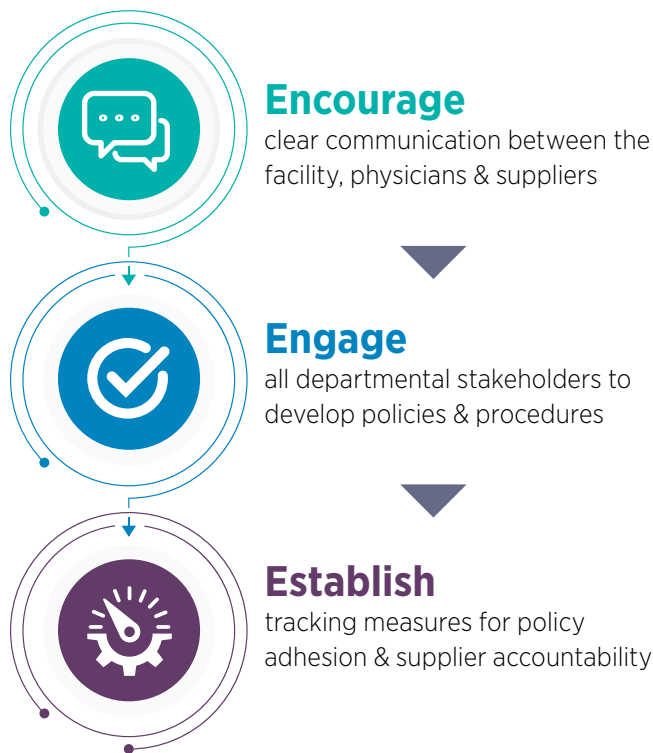 Encourage
clear communication between the
facility, physicians & suppliers
Engage
all departmental stakeholders to
develop policies & procedures
Establish
tracking measures for policy
adhesion & supplier accountability